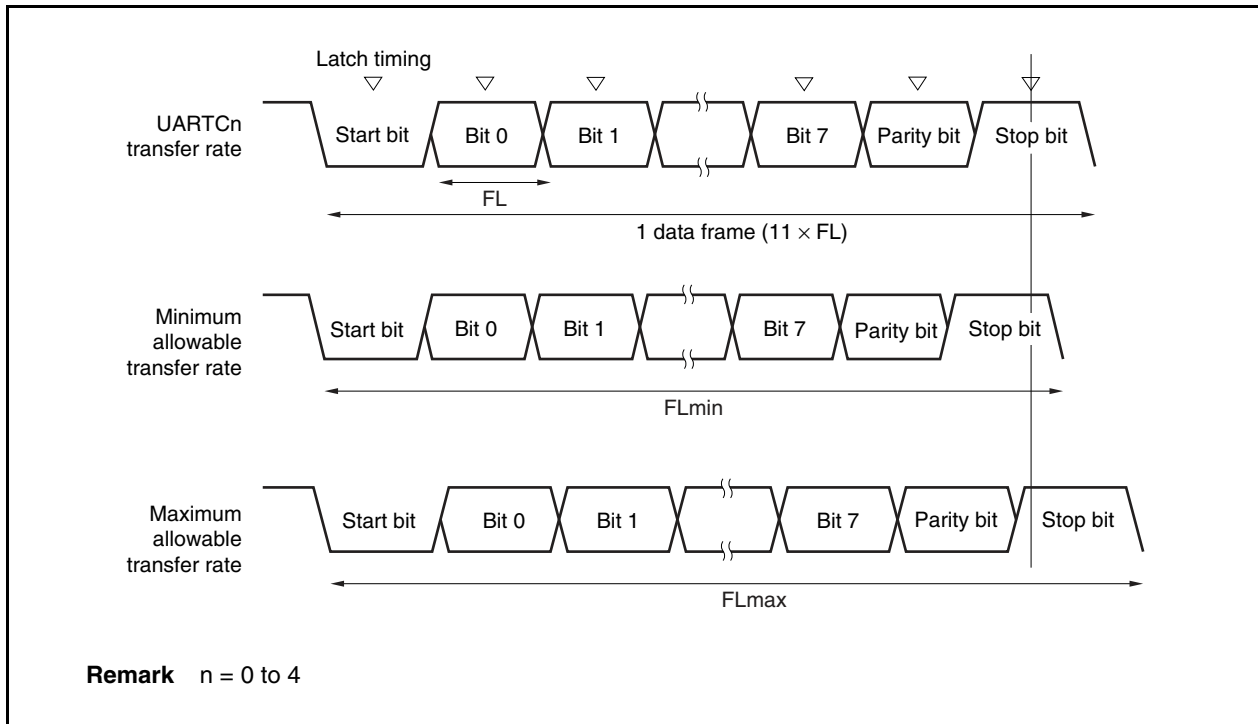 Latch timing
UARTCn
transfer rate
Start bit
Bit 0
Bit 1
Bit 7
Parity bit
Stop bit
FL
1 data frame (11 × FL)
Minimum
allowable
transfer rate
Start bit
Bit 0
Bit 1
Bit 7
Parity bit
Stop bit
FLmin
Maximum
allowable
transfer rate
Start bit
Bit 0
Bit 1
Bit 7
Parity bit
Stop bit
FLmax
Remark n = 0 to 4